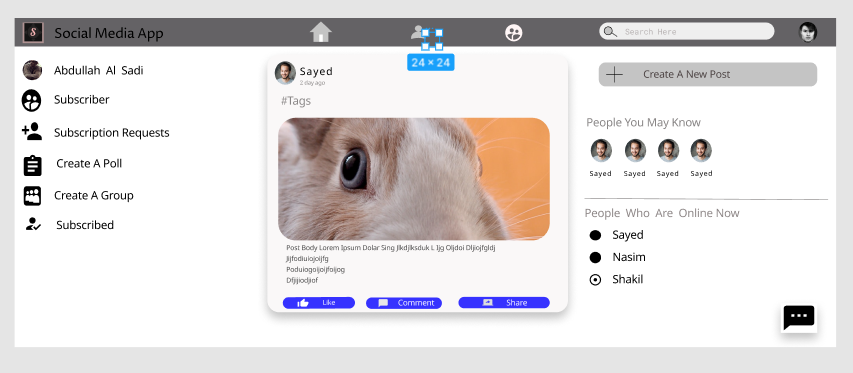 S
Social Media App
Search Here
24 × 24
Abdullah Al Sadi
Subscriber
Subscription Requests
Create A Poll
Create A Group
Subscribed
Sayed
2 day ago
#Tags
Post Body Lorem Ipsum Dolar Sing Jlkdjlksduk L Ijg Oljdoi Dljiojfgldj
Jijfodiuiojoijfg
Poduiogoijoijfoijog
Dfjijiodjiof
Like
Comment
Share
Create A New Post
People You May Know
Sayed Sayed Sayed Sayed
People Who Are Online Now
Sayed
Nasim
Shakil